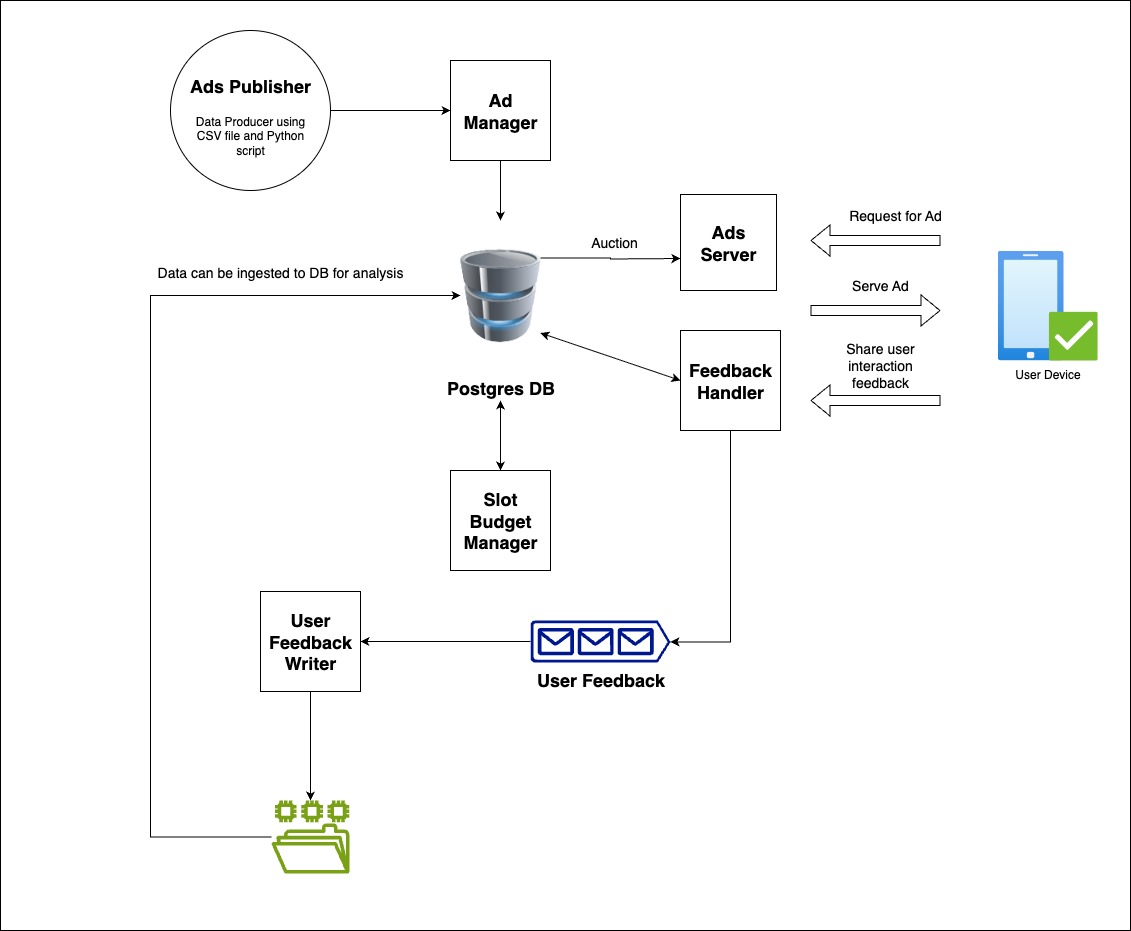 Ads Publisher
Data Producer using
CSV file and Python
script
Ad
Manager
Ads
Server
Request for Ad
Auction
Data can be ingested to DB for analysis
Serve Ad
Share user
interaction
feedback
User Device
Feedback
Handler
Postgres DB
Slot
Budget
Manager
User
Feedback
Writer
User Feedback